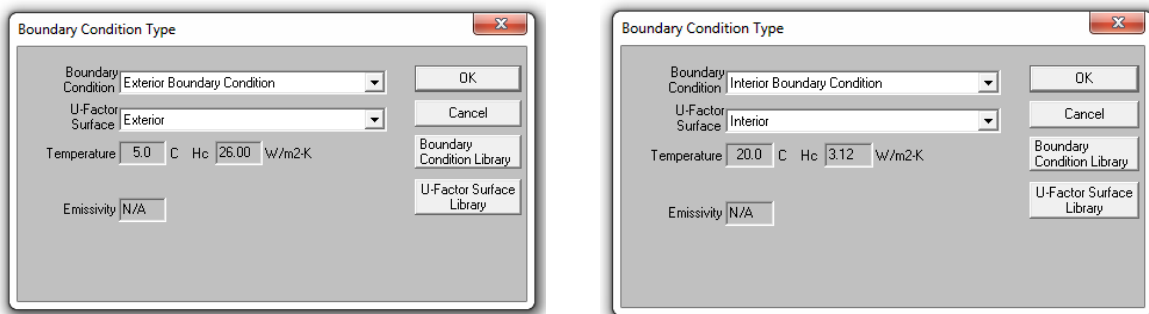 Boundary Condition Type
Boundary
Condition Exterior Boundary Condition
OK
U-Factor
Surface Exterior
Cancel
Temperature 5.0 C Hc 26.00 W/m2-K
Boundary
Condition Library
Emissivity N/A
U-Factor Surface
Library
Boundary Condition Type
Boundary
Condition Interior Boundary Condition
OK
U-Factor
Surface Interior
Cancel
Temperature 20.0 C Hc 3.12 W/m2-K
Boundary
Condition Library
Emissivity N/A
U-Factor Surface
Library